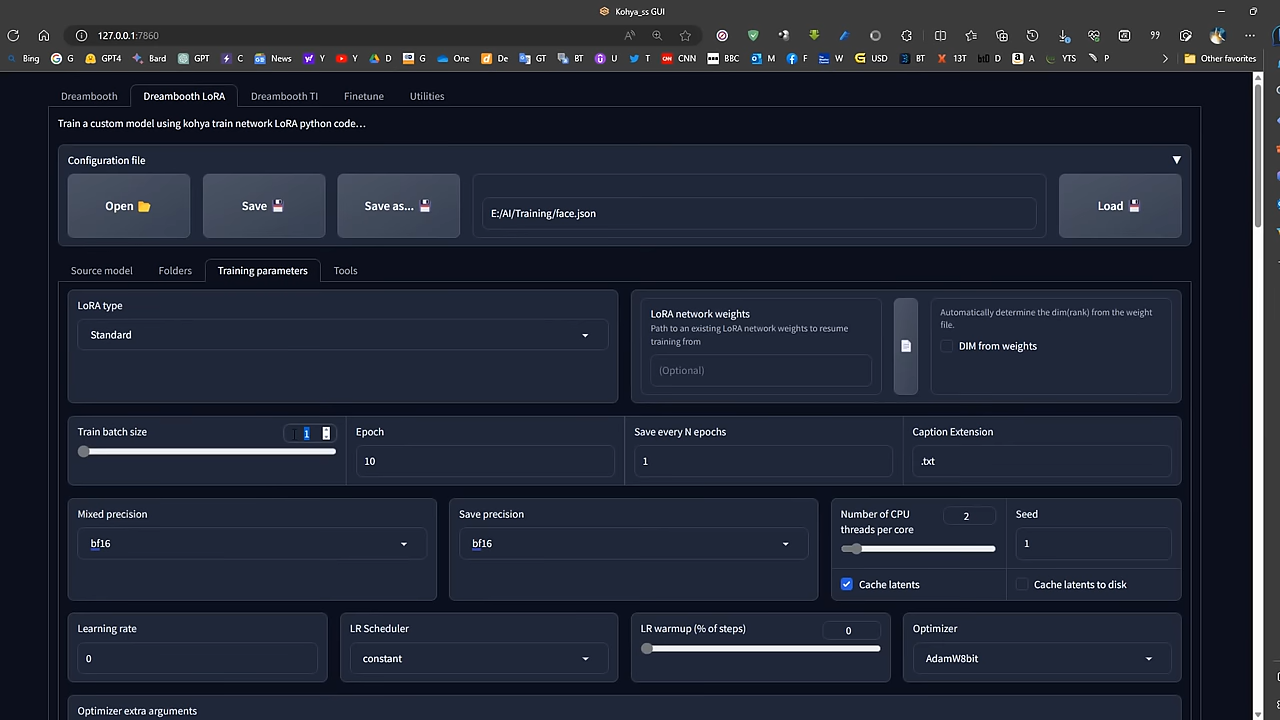 Kohya_ss GUI
127.0.0.1:7860
Bing G GPT4 Bard GPT C News Y Y D G One De GT BT U T CNN BBC M F W USD BT 13T D A YTS P Other favorites
Dreambooth Dreambooth LoRA Dreambooth TI Finetune Utilities
Train a custom model using kohya train network LoRA python code...
Configuration file
Open Save Save as... E:/AI/Training/face.json Load
Source model Folders Training parameters Tools
LoRA type
Standard
LoRA network weights
Path to an existing LoRA network weights to resume
training from
(Optional)
Automatically determine the dim(rank) from the weight
file.
DIM from weights
Train batch size 1
Epoch
10
Save every N epochs
1
Caption Extension
.txt
Mixed precision
bf16
Save precision
bf16
Number of CPU
threads per core
2
Seed
1
Cache latents
Cache latents to disk
Learning rate
0
LR Scheduler
constant
LR warmup (% of steps) 0
Optimizer
AdamW8bit
Optimizer extra arguments